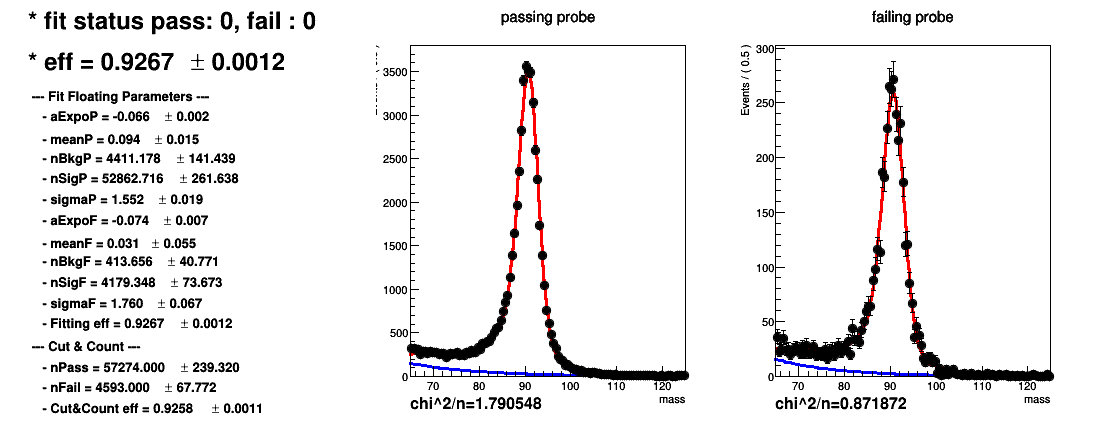 * fit status pass: 0, fail : 0
* eff = 0.9267 ± 0.0012
--- Fit Floating Parameters ---
- aExpoP = -0.066 ± 0.002
- meanP = 0.094 ± 0.015
- nBkgP = 4411.178 ± 141.439
- nSigP = 52862.716 ± 261.638
- sigmaP = 1.552 ± 0.019
- aExpoF = -0.074 ± 0.007
- meanF = 0.031 ± 0.055
- nBkgF = 413.656 ± 40.771
- nSigF = 4179.348 ± 73.673
- sigmaF = 1.760 ± 0.067
- Fitting eff = 0.9267 ± 0.0012
--- Cut & Count ---
- nPass = 57274.000 ± 239.320
- nFail = 4593.000 ± 67.772
- Cut&Count eff = 0.9258 ± 0.0011
passing probe
3500
3000
2500
2000
1500
1000
500
0
70 80 90 100 110 120
mass
chi^2/n=1.790548
failing probe
Events / ( 0.5 )
300
250
200
150
100
50
0
70 80 90 100 110 120
mass
chi^2/n=0.871872